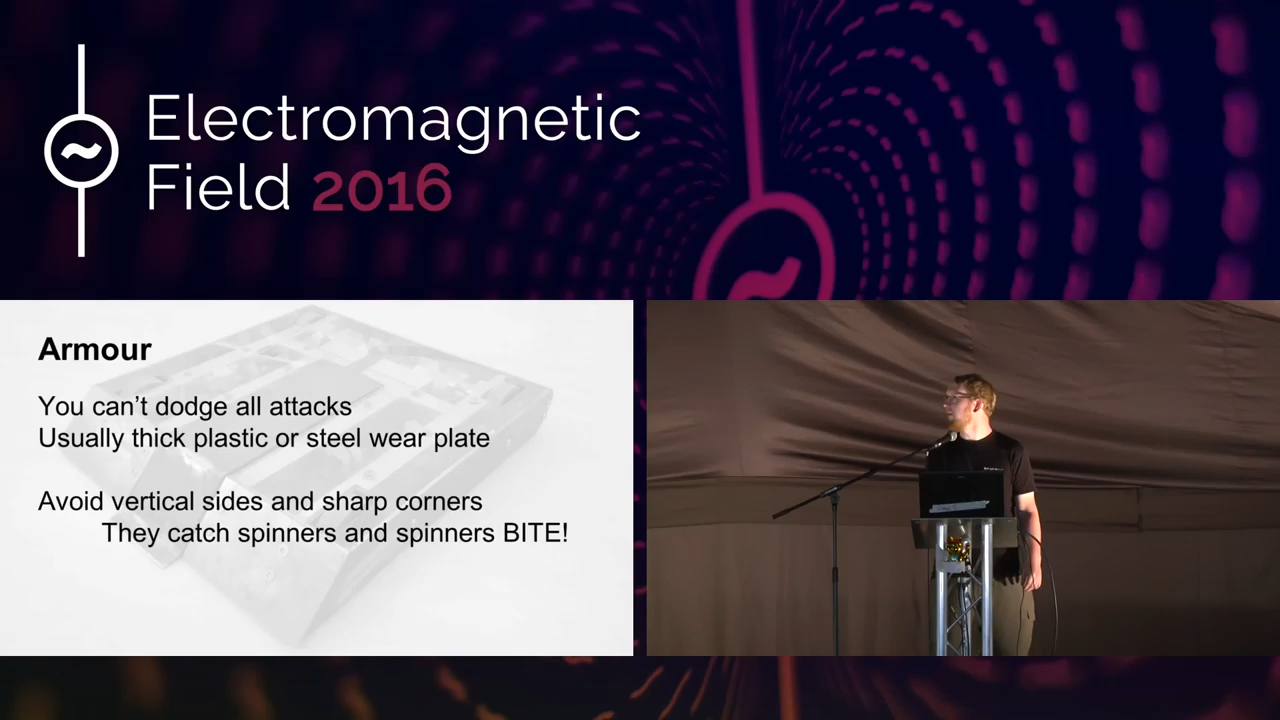 Electromagnetic
Field 2016
Armour
You can't dodge all attacks
Usually thick plastic or steel wear plate
Avoid vertical sides and sharp corners
They catch spinners and spinners BITE!